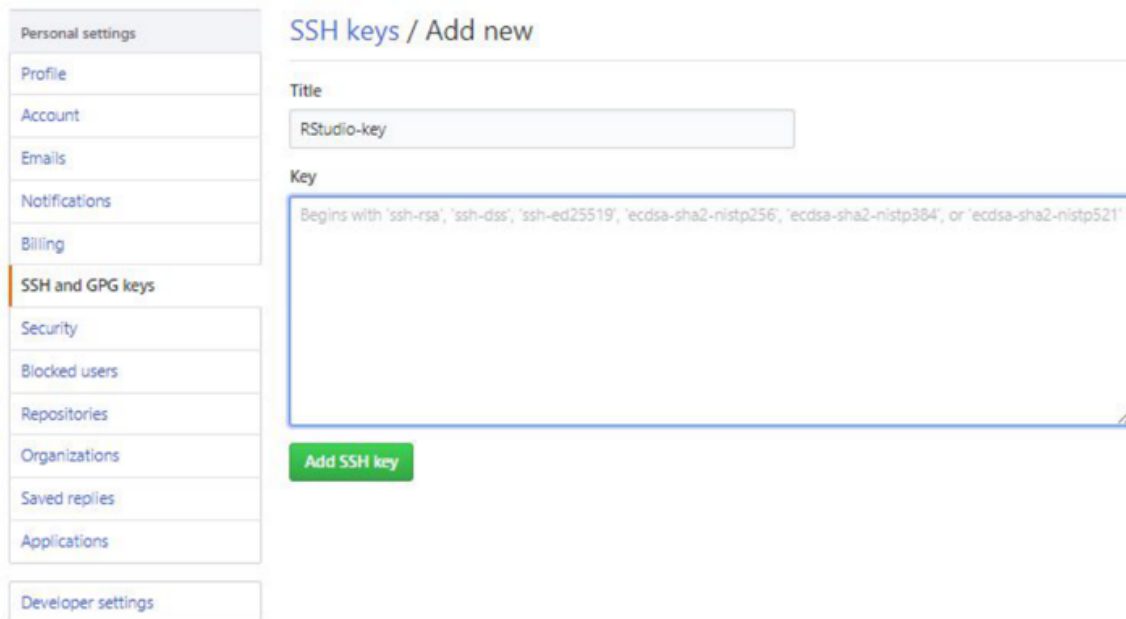 Personal settings
Profile
Account
Emails
Notifications
Billing
SSH and GPG keys
Security
Blocked users
Repositories
Organizations
Saved replies
Applications
Developer settings
SSH keys / Add new
Title
RStudio-key
Key
Begins with 'ssh-rsa', 'ssh-dss', 'ssh-ed25519', 'ecdsa-sha2-nistp256', 'ecdsa-sha2-nistp384', or 'ecdsa-sha2-nistp521'
Add SSH key